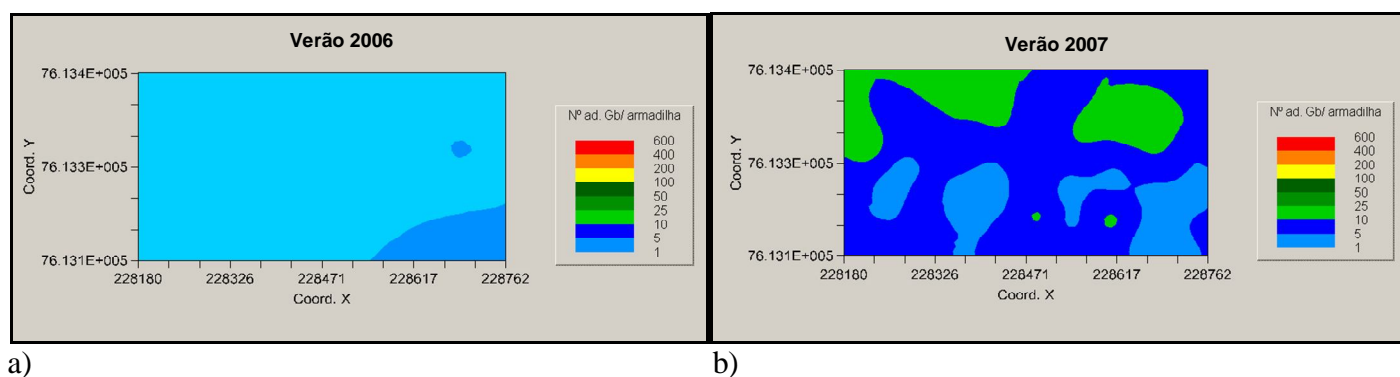 Verão 2006
76.134E+005
76.133E+005
76.131E+005
Coord. Y
228180 228326 228471 228617 228762
Coord. X
Nº ad. Gb/ armadilha
600
400
200
100
50
25
10
5
1
a)
Verão 2007
76.134E+005
76.133E+005
76.131E+005
Coord. Y
228180 228326 228471 228617 228762
Coord. X
Nº ad. Gb/ armadilha
600
400
200
100
50
25
10
5
1
b)